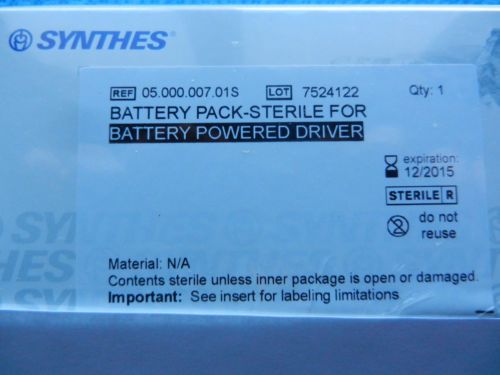 SYNTHES®
REF 05.000.007.01S LOT 7524122 Qty: 1
BATTERY PACK-STERILE FOR
BATTERY POWERED DRIVER
expiration:
12/2015
STERILE R
do not
reuse
SYNTHES
THES
Material: N/A
Contents sterile unless inner package is open or damaged.
Important: See insert for labeling limitations